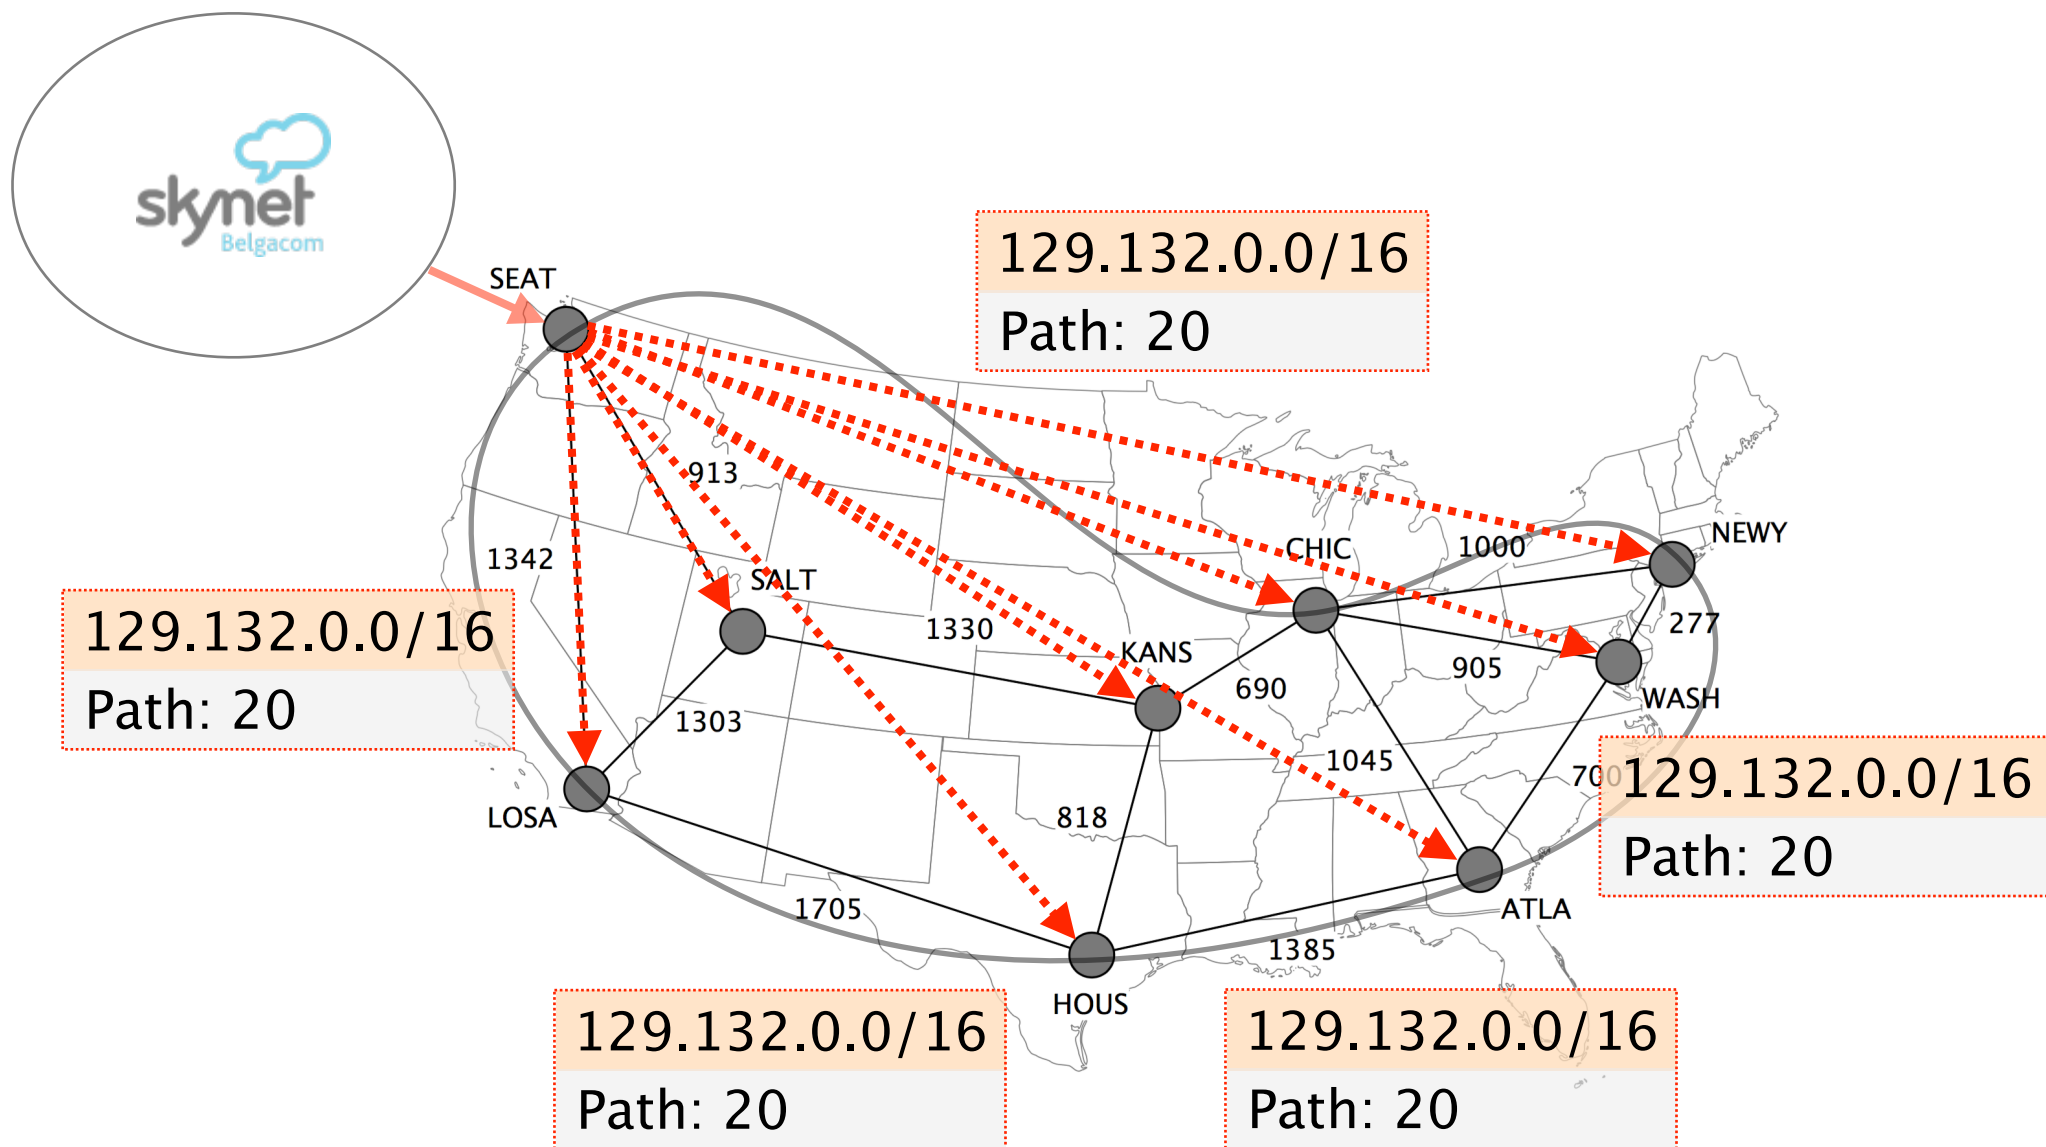 skynet
Belgacom
SEAT
129.132.0.0/16
Path: 20
913
1342
SALT
CHIC
1000
NEWY
129.132.0.0/16
Path: 20
1330
277
KANS
690
905
WASH
1303
1045
700
129.132.0.0/16
Path: 20
LOSA
818
1705
ATLA
1385
HOUS
129.132.0.0/16
Path: 20
129.132.0.0/16
Path: 20